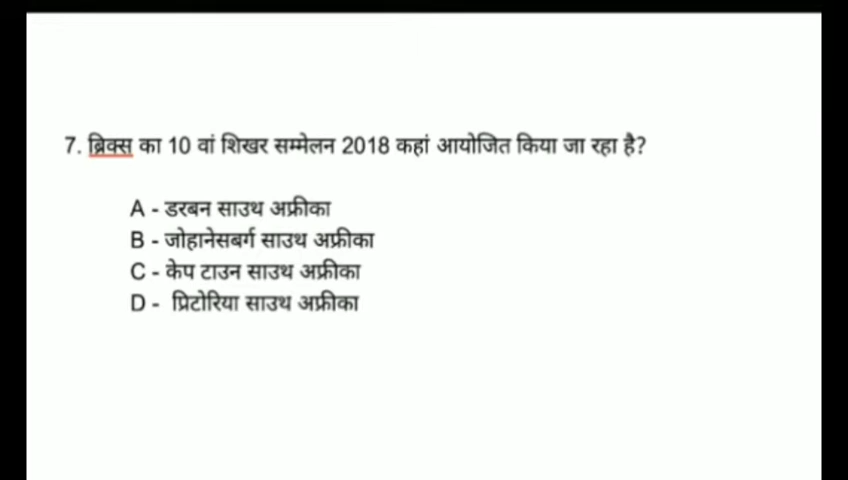 7. ब्रिक्स का 10 वां शिखर सम्मेलन 2018 कहां आयोजित किया जा रहा है?
A - डरबन साउथ अफ्रीका
B - जोहानेसबर्ग साउथ अफ्रीका
C - केप टाउन साउथ अफ्रीका
D - प्रिटोरिया साउथ अफ्रीका